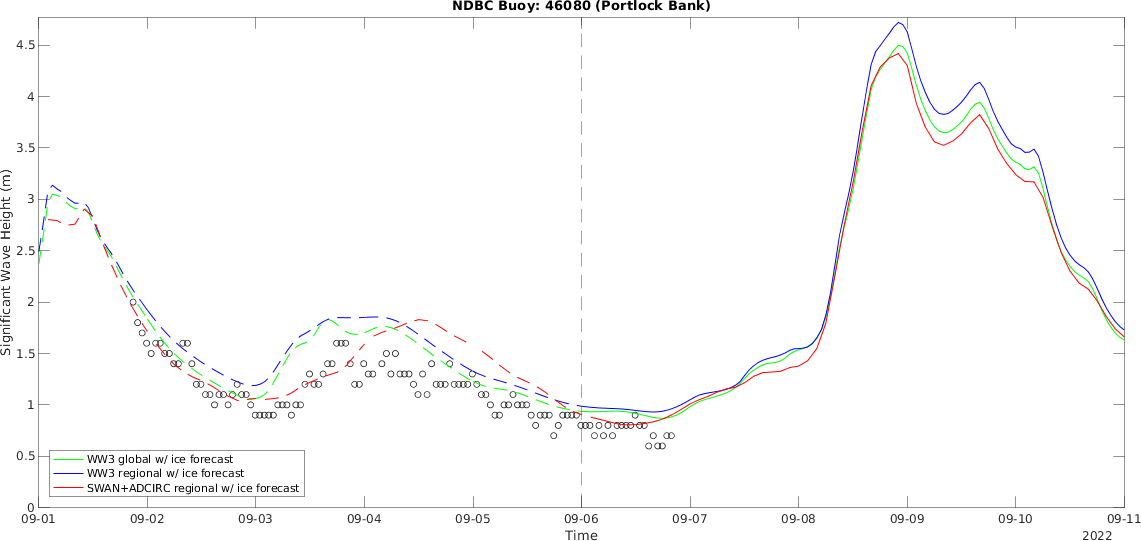 NDBC Buoy: 46080 (Portlock Bank)
Significant Wave Height (m)
4.5
4
3.5
3
2.5
2
1.5
1
0.5
0
WW3 global w/ ice forecast
WW3 regional w/ ice forecast
SWAN+ADCIRC regional w/ ice forecast
09-01 09-02 09-03 09-04 09-05 09-06 09-07 09-08 09-09 09-10 09-11
Time
2022